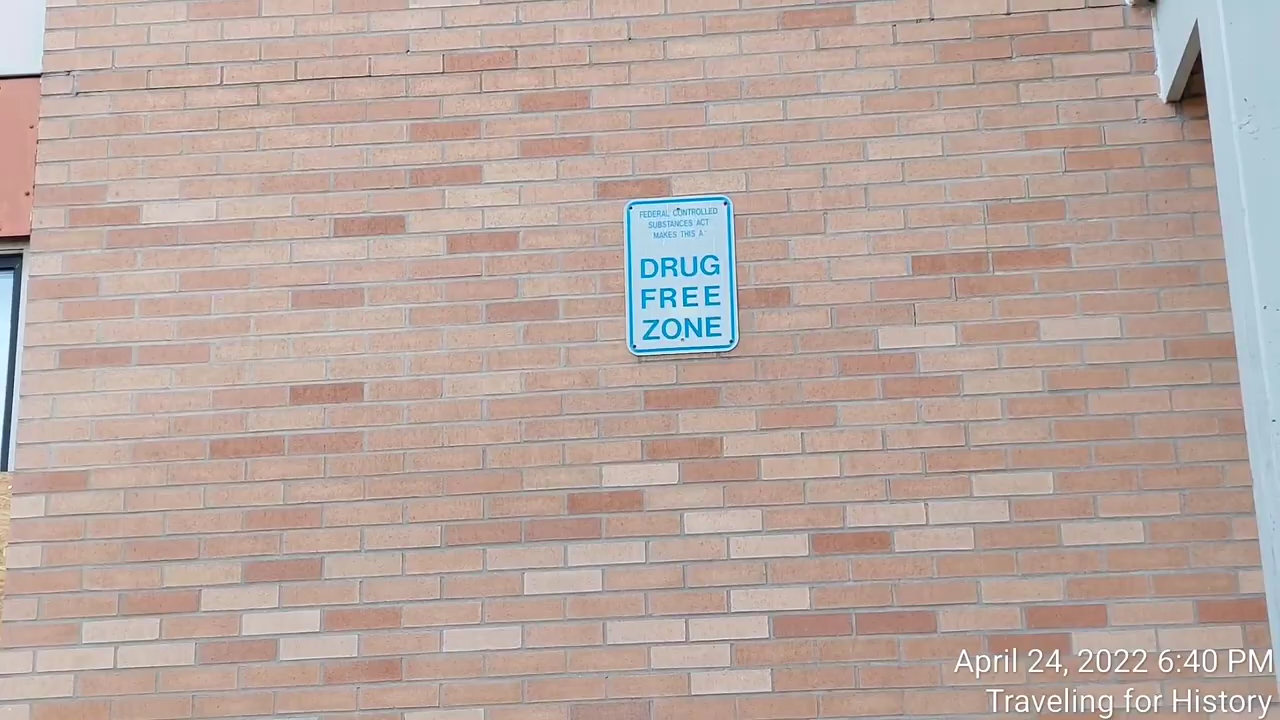 FEDERAL CONTROLLED
SUBSTANCES ACT
MAKES THIS A
DRUG
FREE
ZONE
April 24, 2022 6:40 PM
Traveling for History